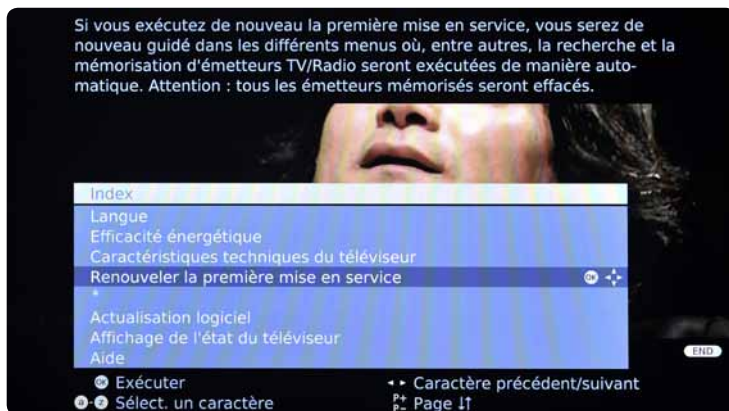 Si vous exécutez de nouveau la première mise en service, vous serez de
nouveau guidé dans les différents menus où, entre autres, la recherche et la
mémorisation d'émetteurs TV/Radio seront exécutées de manière auto-
matique. Attention : tous les émetteurs mémorisés seront effacés.
Index
Langue
Efficacité énergétique
Caractéristiques techniques du téléviseur
Renouveler la première mise en service OK
*
Actualisation logiciel
Affichage de l'état du téléviseur
Aide
END
OK Exécuter ◂ ▸ Caractère précédent/suivant
a-z Sélect. un caractère P+ P− Page ↓↑